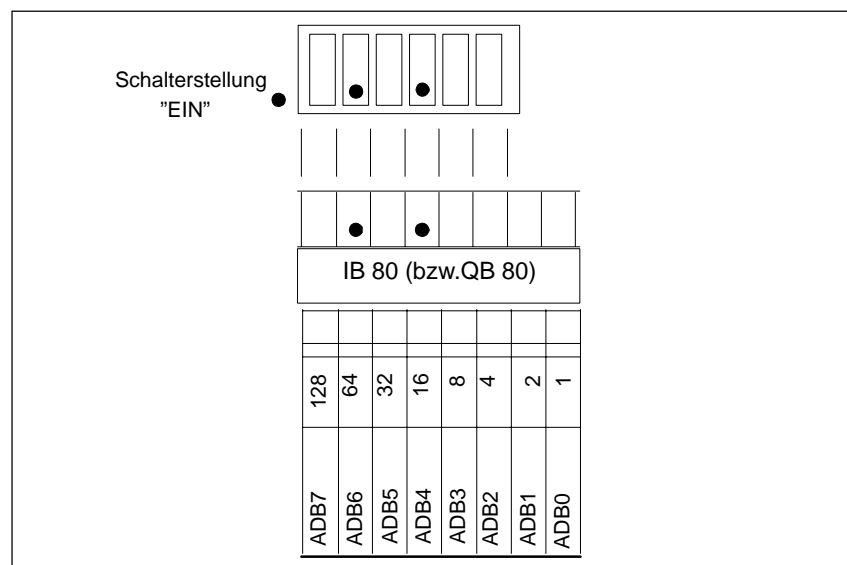 Schalterstellung
”EIN”
IB 80 (bzw.QB 80)
128 64 32 16 8 4 2 1
ADB7 ADB6 ADB5 ADB4 ADB3 ADB2 ADB1 ADB0